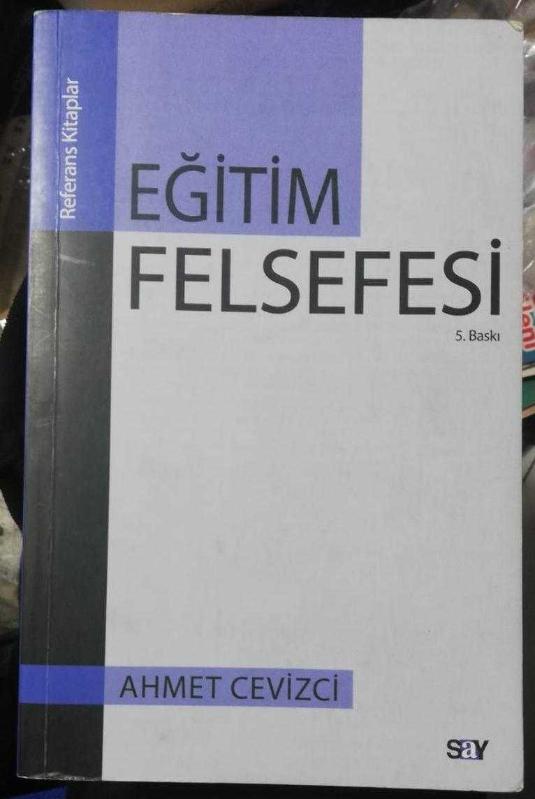 Referans Kitaplar
EĞİTİM
FELSEFESİ
5. Baskı
AHMET CEVİZCİ
SAY